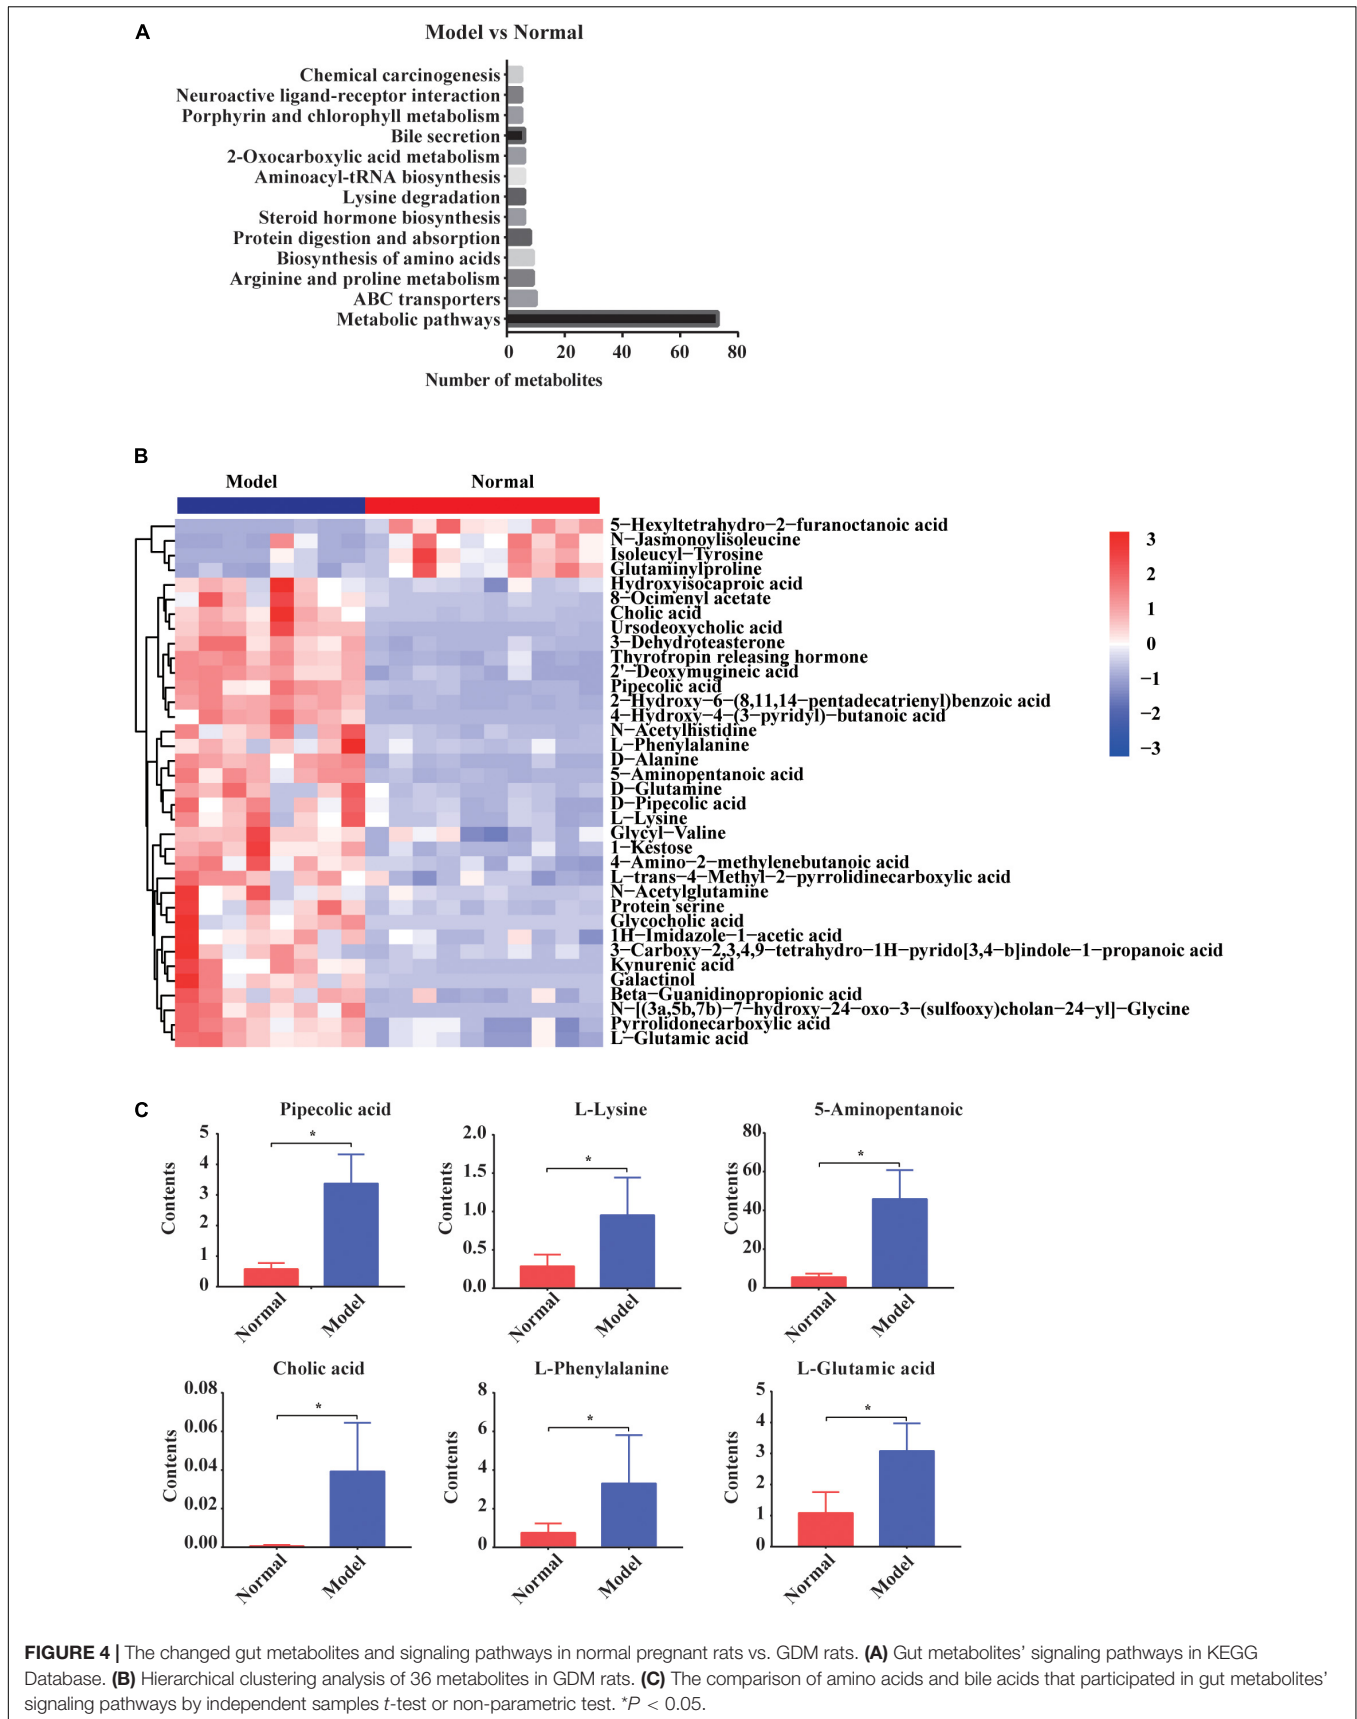 A
Model vs Normal
Chemical carcinogenesis
Neuroactive ligand-receptor interaction
Porphyrin and chlorophyll metabolism
Bile secretion
2-Oxocarboxylic acid metabolism
Aminoacyl-tRNA biosynthesis
Lysine degradation
Steroid hormone biosynthesis
Protein digestion and absorption
Biosynthesis of amino acids
Arginine and proline metabolism
ABC transporters
Metabolic pathways
0 20 40 60 80
Number of metabolites
B
Model Normal
5−Hexyltetrahydro−2−furanoctanoic acid
N−Jasmonoylisoleucine
Isoleucyl−Tyrosine
Glutaminylproline
Hydroxyisocaproic acid
8−Ocimenyl acetate
Cholic acid
Ursodeoxycholic acid
3−Dehydroteasterone
Thyrotropin releasing hormone
2'−Deoxymugineic acid
Pipecolic acid
2−Hydroxy−6−(8,11,14−pentadecatrienyl)benzoic acid
4−Hydroxy−4−(3−pyridyl)−butanoic acid
N−Acetylhistidine
L−Phenylalanine
D−Alanine
5−Aminopentanoic acid
D−Glutamine
D−Pipecolic acid
L−Lysine
Glycyl−Valine
1−Kestose
4−Amino−2−methylenebutanoic acid
L−trans−4−Methyl−2−pyrrolidinecarboxylic acid
N−Acetylglutamine
Protein serine
Glycocholic acid
1H−Imidazole−1−acetic acid
3−Carboxy−2,3,4,9−tetrahydro−1H−pyrido[3,4−b]indole−1−propanoic acid
Kynurenic acid
Galactinol
Beta−Guanidinopropionic acid
N−[(3a,5b,7b)−7−hydroxy−24−oxo−3−(sulfooxy)cholan−24−yl]−Glycine
Pyrrolidonecarboxylic acid
L−Glutamic acid
3
2
1
0
−1
−2
−3
C
Pipecolic acid
Contents
5
4
3
2
1
0
*
Normal Model
L-Lysine
Contents
2.0
1.5
1.0
0.5
0.0
*
Normal Model
5-Aminopentanoic
Contents
80
60
40
20
0
*
Normal Model
Cholic acid
Contents
0.08
0.06
0.04
0.02
0.00
*
Normal Model
L-Phenylalanine
Contents
8
6
4
2
0
*
Normal Model
L-Glutamic acid
Contents
5
4
3
2
1
0
*
Normal Model
FIGURE 4 | The changed gut metabolites and signaling pathways in normal pregnant rats vs. GDM rats. (A) Gut metabolites' signaling pathways in KEGG
Database. (B) Hierarchical clustering analysis of 36 metabolites in GDM rats. (C) The comparison of amino acids and bile acids that participated in gut metabolites'
signaling pathways by independent samples t-test or non-parametric test. *P < 0.05.